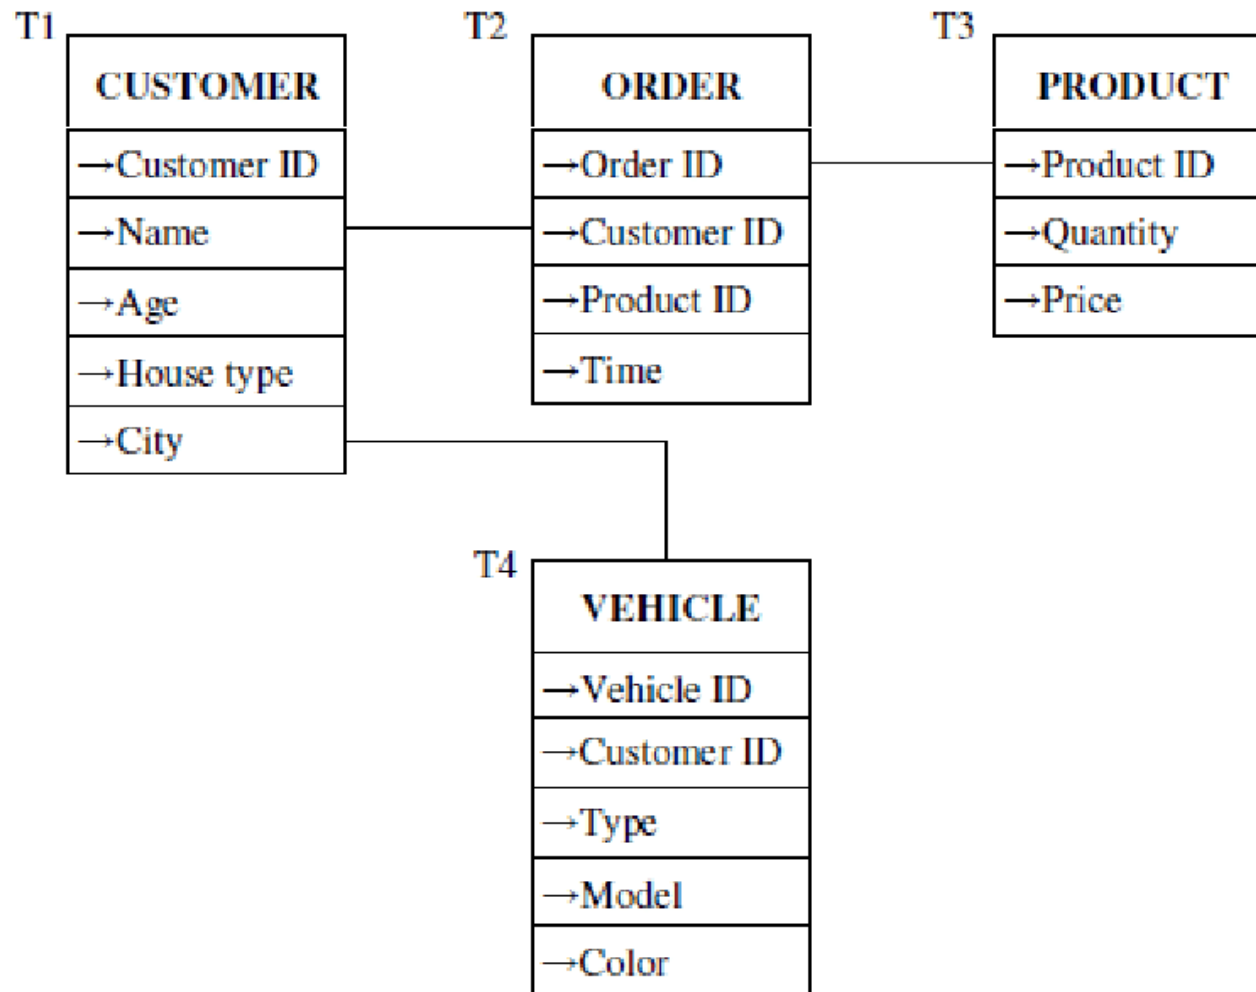 T1
CUSTOMER
→Customer ID
→Name
→Age
→House type
→City
T2
ORDER
→Order ID
→Customer ID
→Product ID
→Time
T3
PRODUCT
→Product ID
→Quantity
→Price
T4
VEHICLE
→Vehicle ID
→Customer ID
→Type
→Model
→Color